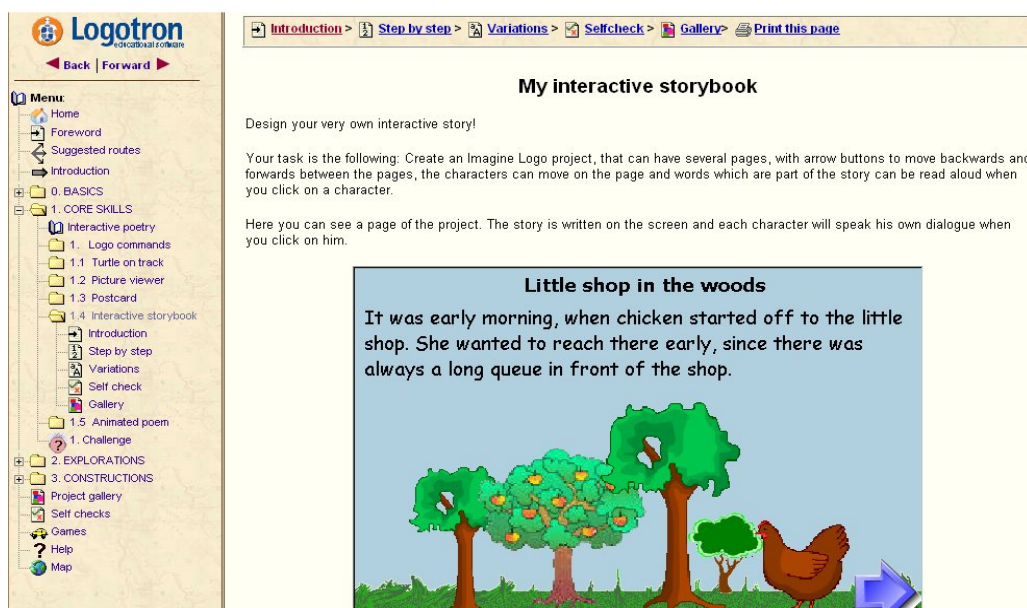 Logotron
educational software
Back | Forward
Menu:
Home
Foreword
Suggested routes
Introduction
0. BASICS
1. CORE SKILLS
Interactive poetry
1. Logo commands
1.1 Turtle on track
1.2 Picture viewer
1.3 Postcard
1.4 Interactive storybook
Introduction
Step by step
Variations
Self check
Gallery
1.5 Animated poem
1. Challenge
2. EXPLORATIONS
3. CONSTRUCTIONS
Project gallery
Self checks
Games
Help
Map
Introduction > Step by step > Variations > Selfcheck > Gallery> Print this page
My interactive storybook
Design your very own interactive story!
Your task is the following: Create an Imagine Logo project, that can have several pages, with arrow buttons to move backwards and
forwards between the pages, the characters can move on the page and words which are part of the story can be read aloud when
you click on a character.
Here you can see a page of the project. The story is written on the screen and each character will speak his own dialogue when
you click on him.
Little shop in the woods
It was early morning, when chicken started off to the little
shop. She wanted to reach there early, since there was
always a long queue in front of the shop.